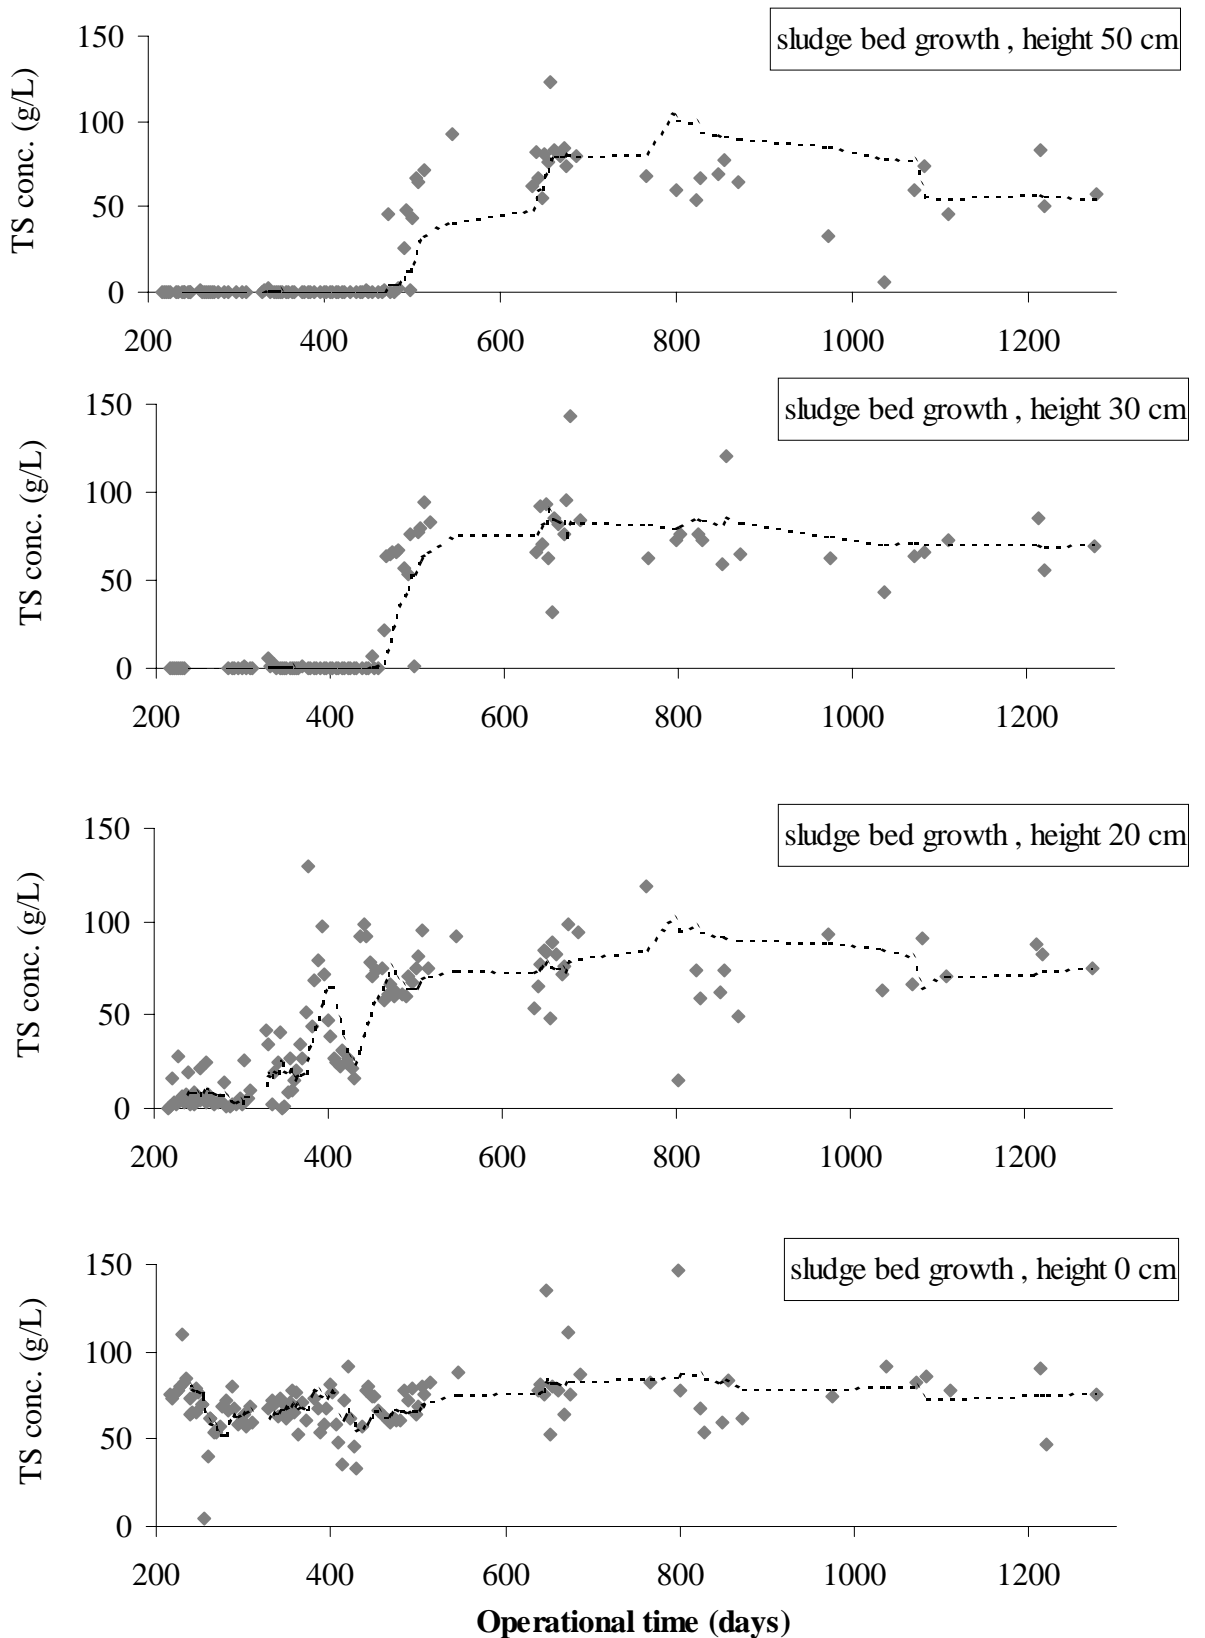 sludge bed growth , height 50 cm
TS conc. (g/L)
150
100
50
0
200 400 600 800 1000 1200
sludge bed growth , height 30 cm
TS conc. (g/L)
150
100
50
0
200 400 600 800 1000 1200
sludge bed growth , height 20 cm
TS conc. (g/L)
150
100
50
0
200 400 600 800 1000 1200
sludge bed growth , height 0 cm
TS conc. (g/L)
150
100
50
0
200 400 600 800 1000 1200
Operational time (days)